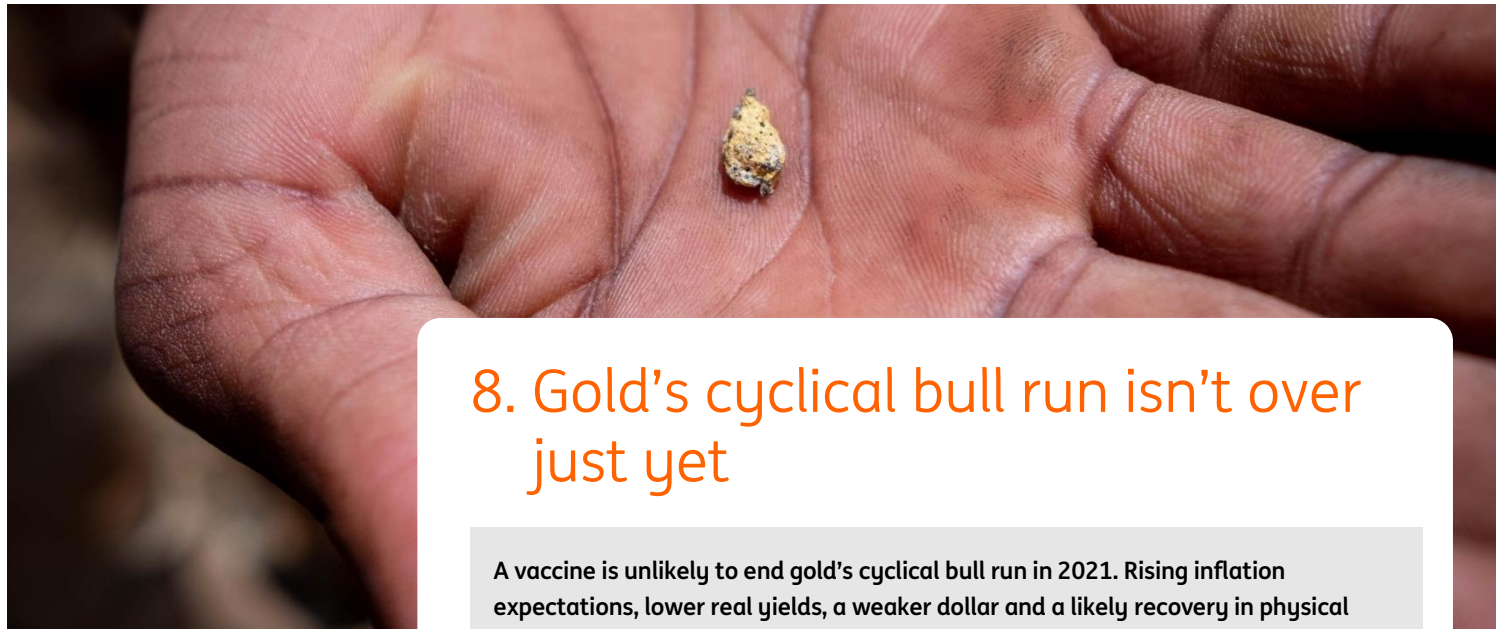 8. Gold’s cyclical bull run isn’t over
just yet
A vaccine is unlikely to end gold’s cyclical bull run in 2021. Rising inflation
expectations, lower real yields, a weaker dollar and a likely recovery in physical